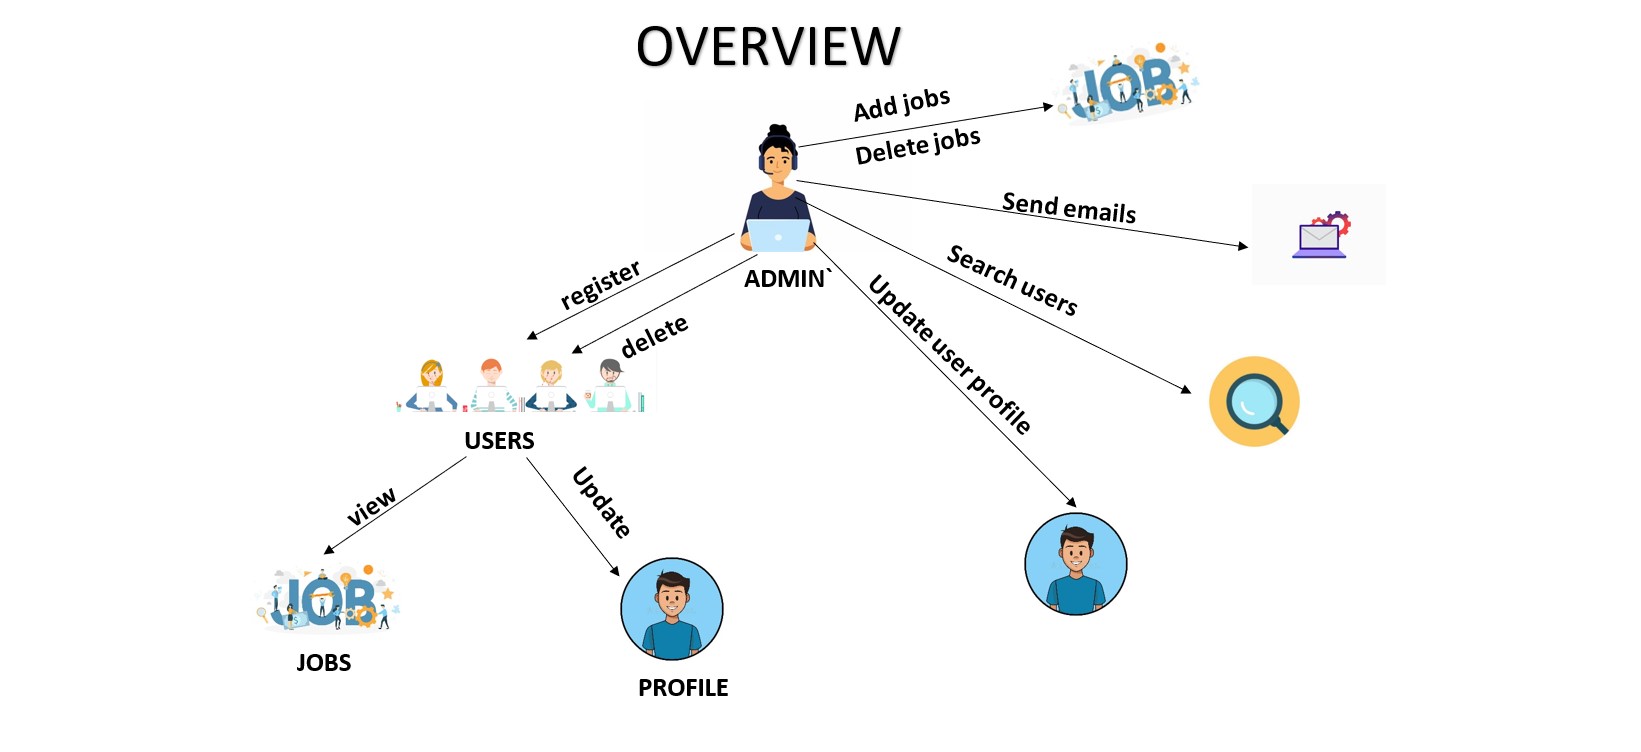 OVERVIEW
JOB
Add jobs
Delete jobs
Send emails
Search users
Update user profile
ADMIN`
register
delete
USERS
view
Update
JOB
JOBS
PROFILE